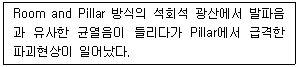 Room and Pillar 방식의 석회석 광산에서 발파음
과 유사한 균열음이 들리다가 Pillar에서 급격한
파괴현상이 일어났다.